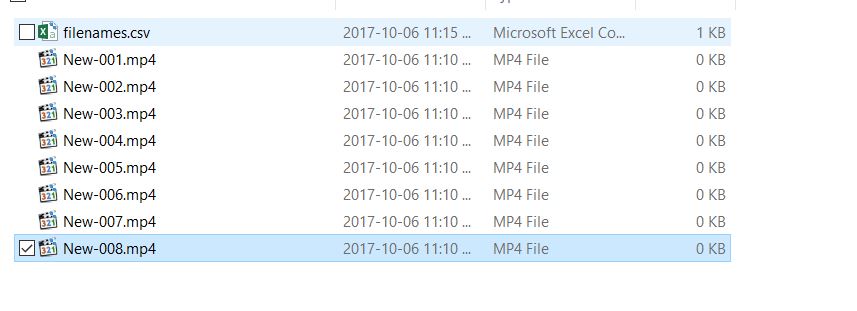 filenames.csv 2017-10-06 11:15 ... Microsoft Excel Co... 1 KB
New-001.mp4 2017-10-06 11:10 ... MP4 File 0 KB
New-002.mp4 2017-10-06 11:10 ... MP4 File 0 KB
New-003.mp4 2017-10-06 11:10 ... MP4 File 0 KB
New-004.mp4 2017-10-06 11:10 ... MP4 File 0 KB
New-005.mp4 2017-10-06 11:10 ... MP4 File 0 KB
New-006.mp4 2017-10-06 11:10 ... MP4 File 0 KB
New-007.mp4 2017-10-06 11:10 ... MP4 File 0 KB
New-008.mp4 2017-10-06 11:10 ... MP4 File 0 KB